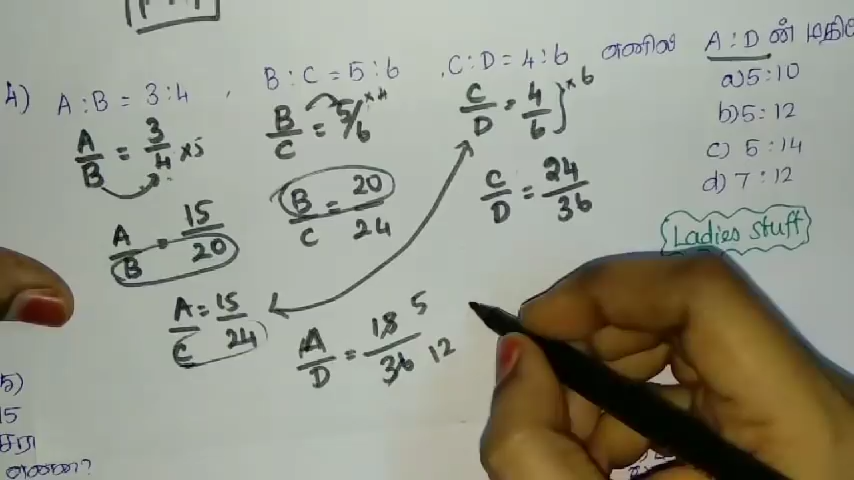 4) A:B = 3:4 , B:C = 5:6 , C:D = 4:6 எனில் A:D ன்
a) 5:10
b) 5:12
c) 5:14
d) 7:12
A/B = 3/4 ×5
B/C = 5/6 ×4
C/D = 4/6 } ×6
A/B = 15/20
B/C = 20/24
C/D = 24/36
Ladies stuff
A/C = 15/24
A/D = 18/36 5 12
5)
15
என்ன?